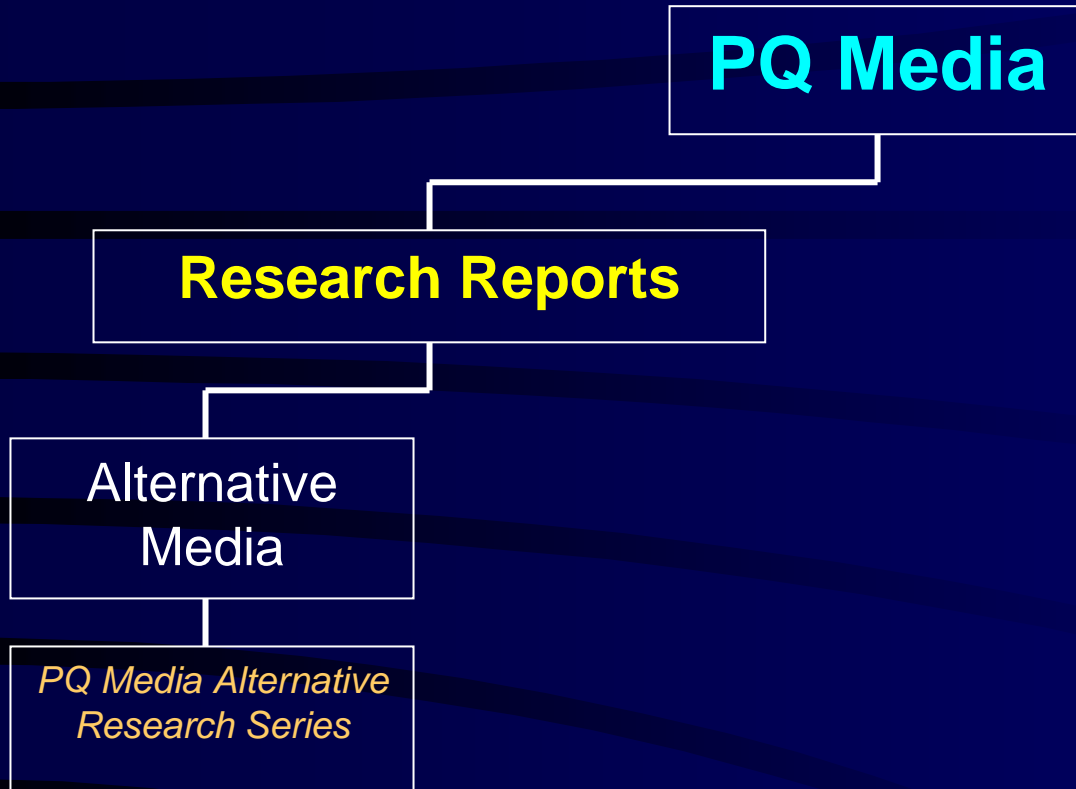 PQ Media
Research Reports
Alternative
Media
PQ Media Alternative
Research Series